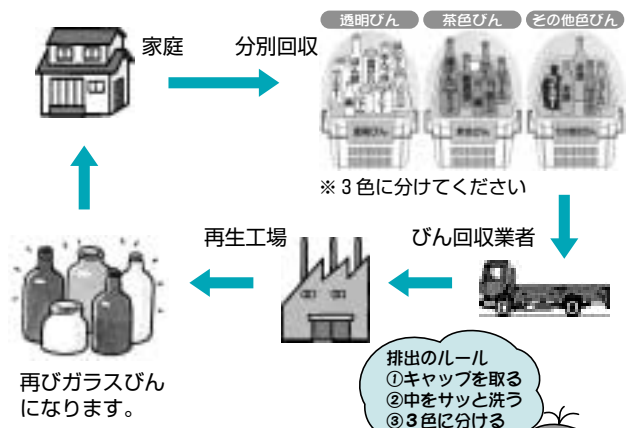 家庭
分別回収
透明びん
茶色びん
その他色びん
※3色に分けてください
びん回収業者
再生工場
再びガラスびん
になります。
排出のルール
①キャップを取る
②中をサッと洗う
③3色に分ける